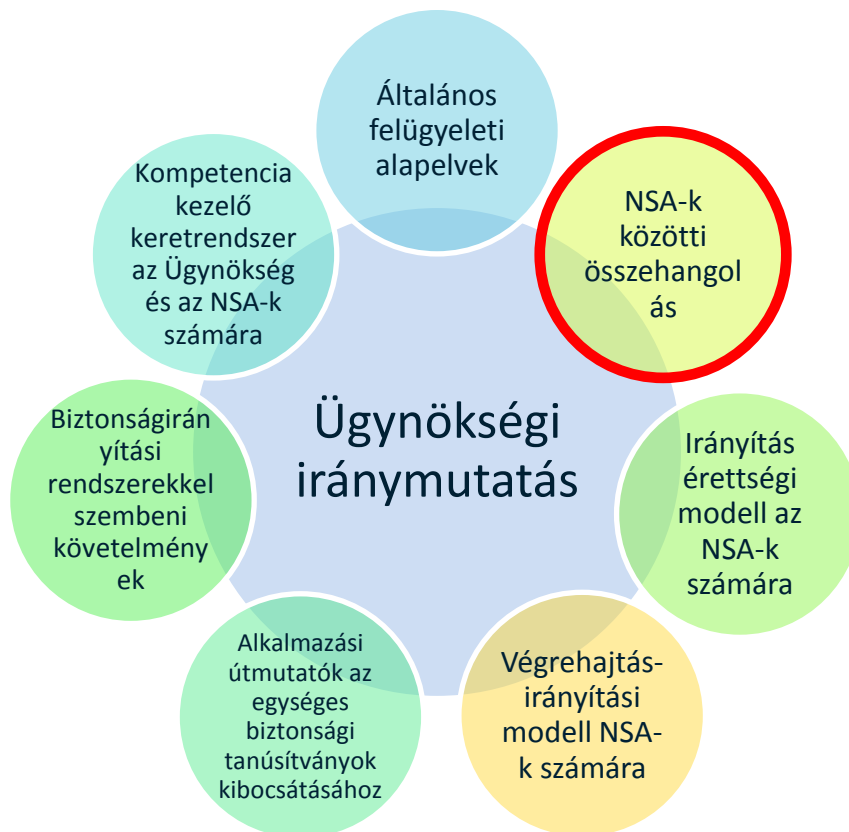 Általános
felügyeleti
alapelvek
NSA-k
közötti
összehangol
ás
Irányítás
érettségi
modell az
NSA-k
számára
Végrehajtás-
irányítási
modell NSA-
k számára
Alkalmazási
útmutatók az
egységes
biztonsági
tanúsítványok
kibocsátásához
Biztonságirán
yítási
rendszerekkel
szembeni
követelmény
ek
Kompetencia
kezelő
keretrendszer
az Ügynökség
és az NSA-k
számára
Ügynökségi
iránymutatás